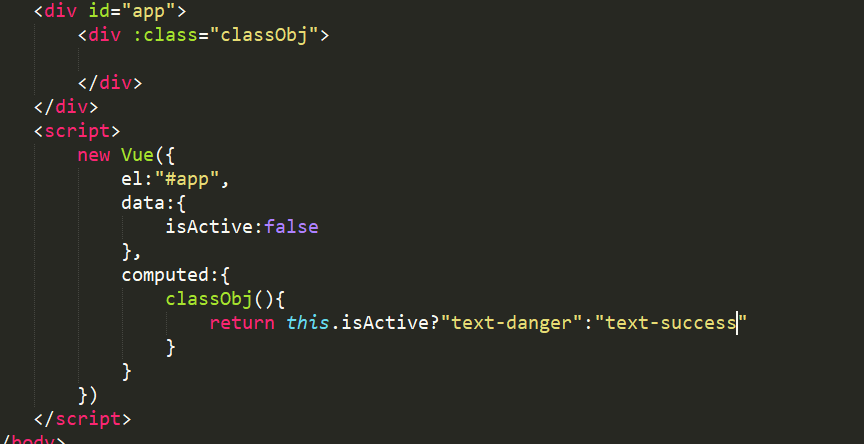 <div id="app">
<div :class="classObj">
</div>
</div>
<script>
new Vue({
el:"#app",
data:{
isActive:false
},
computed:{
classObj(){
return this.isActive?"text-danger":"text-success"
}
}
})
</script>
/body>